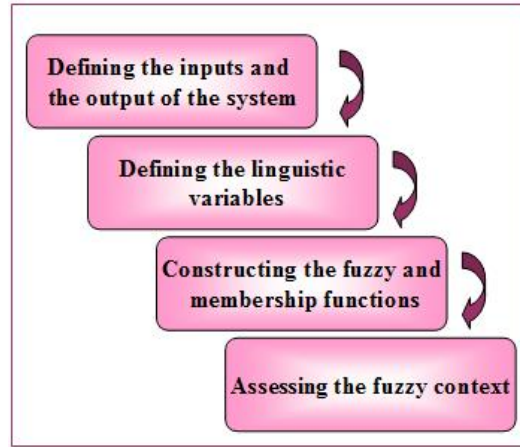 Defining the inputs and
the output of the system
Defining the linguistic
variables
Constructing the fuzzy and
membership functions
Assessing the fuzzy context